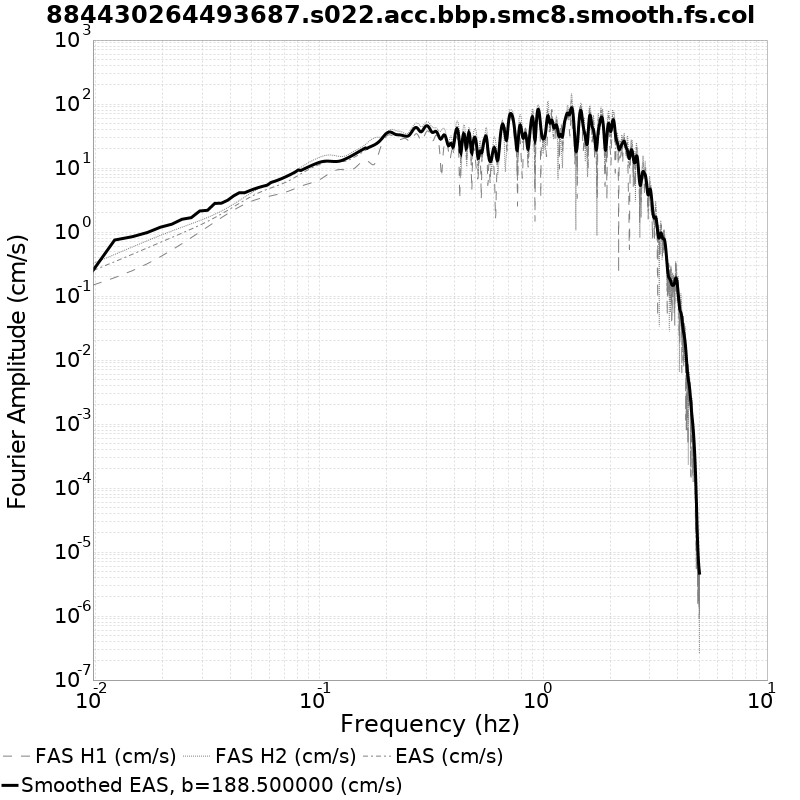 884430264493687.s022.acc.bbp.smc8.smooth.fs.col
10^3
10^2
10^1
10^0
10^-1
10^-2
10^-3
10^-4
10^-5
10^-6
10^-7
Fourier Amplitude (cm/s)
10^-2 10^-1 10^0 10^1
Frequency (hz)
FAS H1 (cm/s) FAS H2 (cm/s) EAS (cm/s)
Smoothed EAS, b=188.500000 (cm/s)